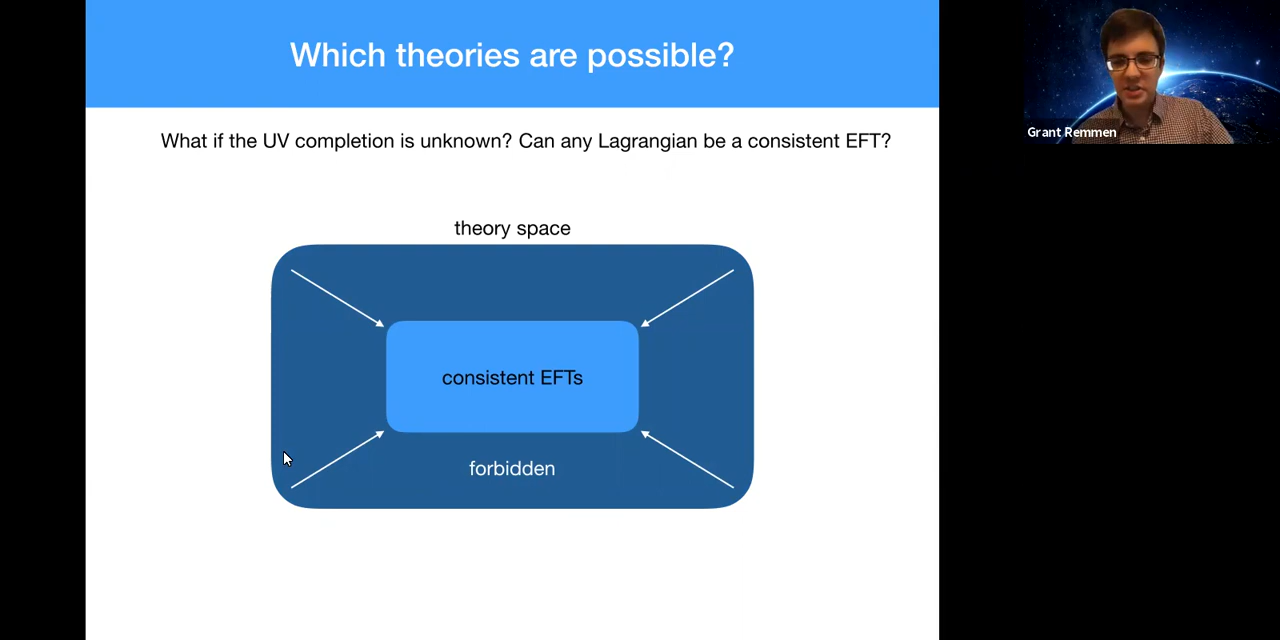 Which theories are possible?
What if the UV completion is unknown? Can any Lagrangian be a consistent EFT?
theory space
consistent EFTs
forbidden
Grant Remmen